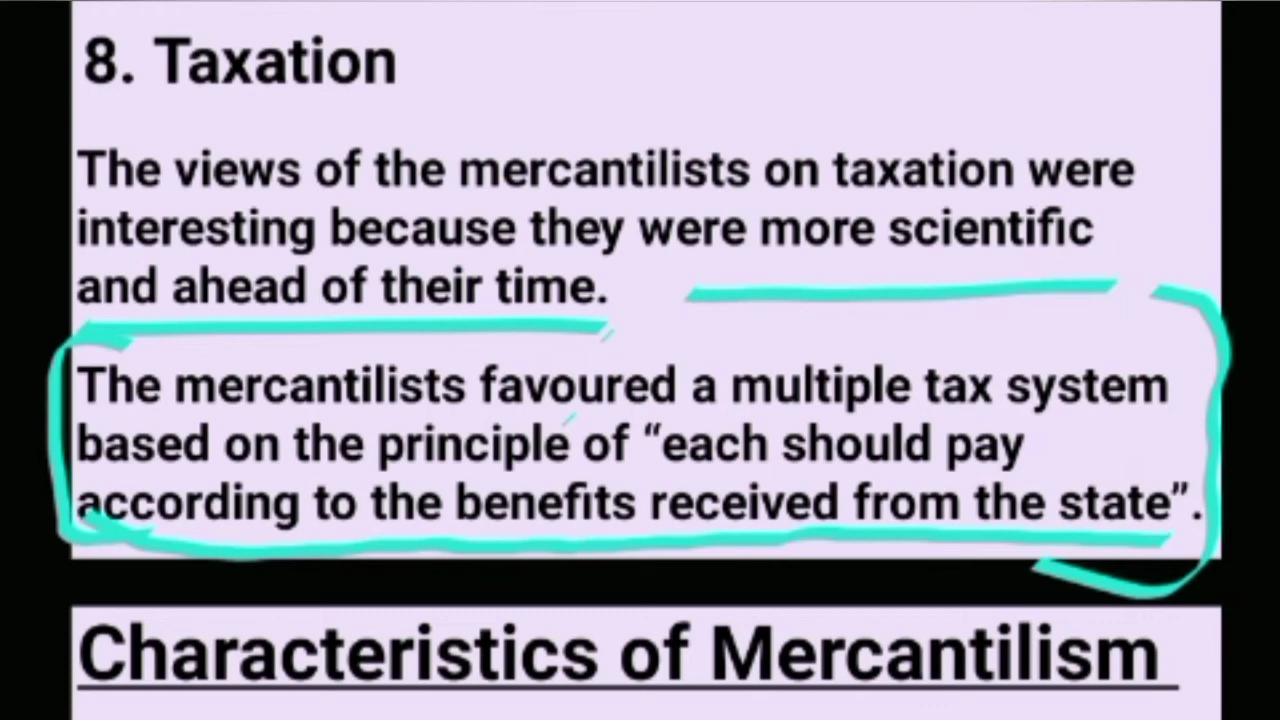 8. Taxation
The views of the mercantilists on taxation were
interesting because they were more scientific
and ahead of their time.
The mercantilists favoured a multiple tax system
based on the principle of “each should pay
according to the benefits received from the state”.
Characteristics of Mercantilism